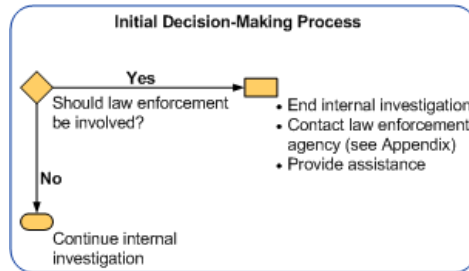 Initial Decision-Making Process
Yes
Should law enforcement
be involved?
• End internal investigation
• Contact law enforcement
agency (see Appendix)
• Provide assistance
No
Continue internal
investigation